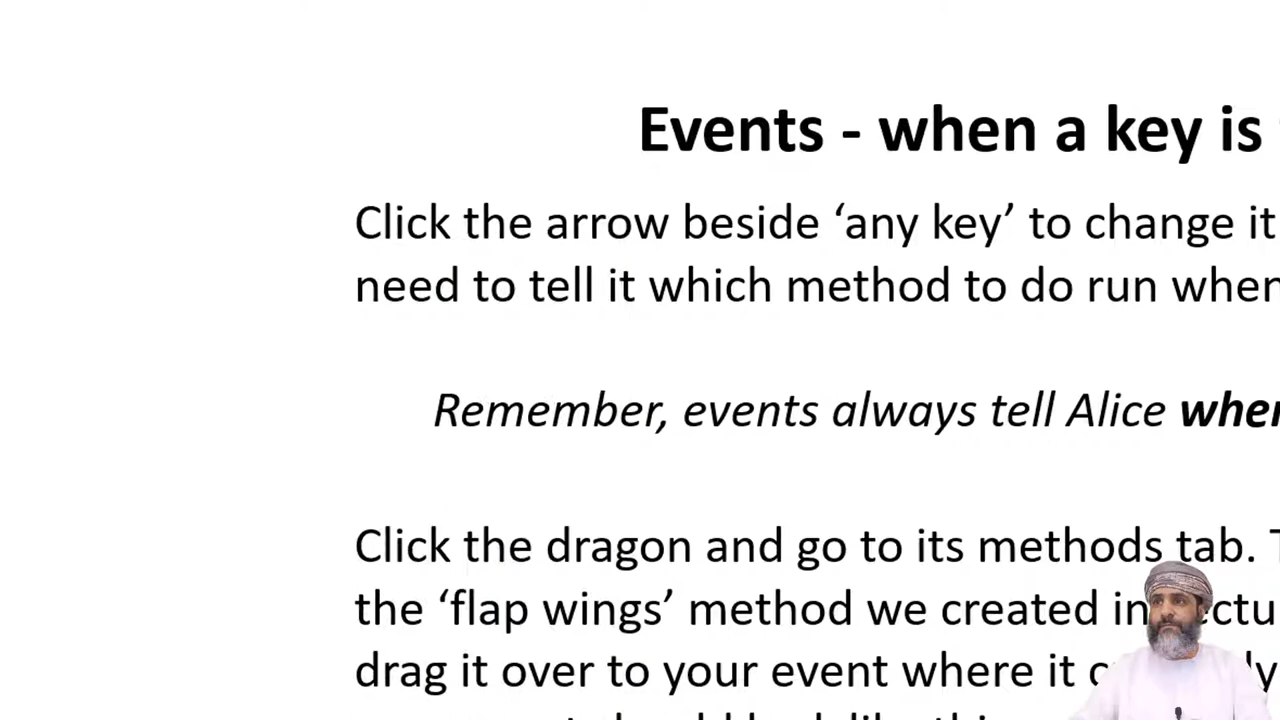 Events - when a key is
Click the arrow beside ‘any key’ to change it
need to tell it which method to do run when
Remember, events always tell Alice when
Click the dragon and go to its methods tab.
the ‘flap wings’ method we created in
drag it over to your event where it